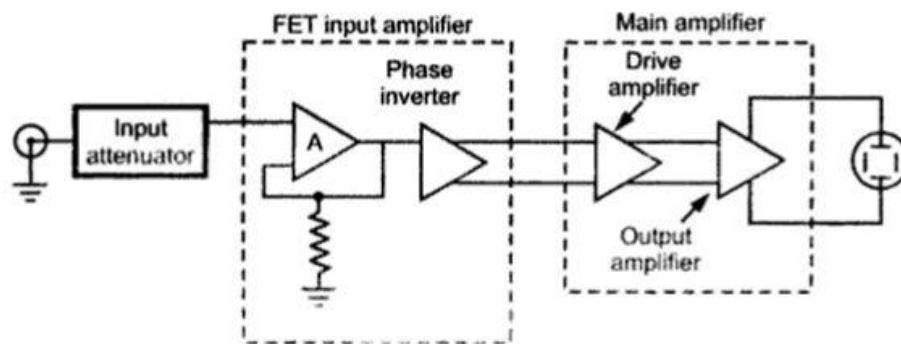 FET input amplifier
Main amplifier
Drive
amplifier
Phase
inverter
Input
attenuator
A
Output
amplifier